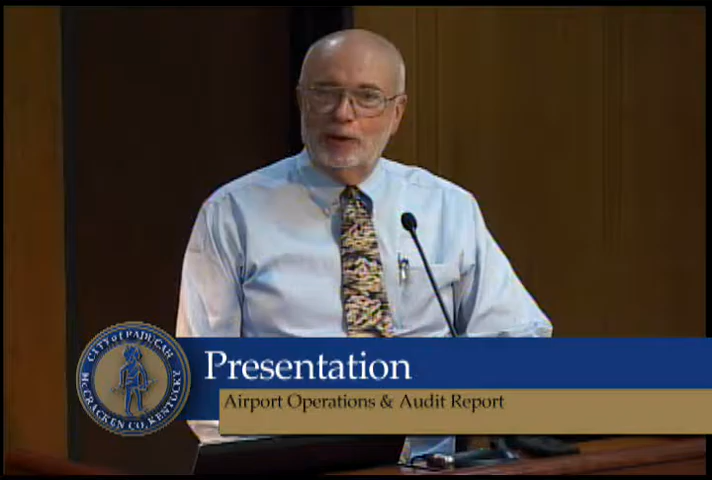 CITY of PADUCAH
McCRACKEN CO., KENTUCKY
Presentation
Airport Operations & Audit Report